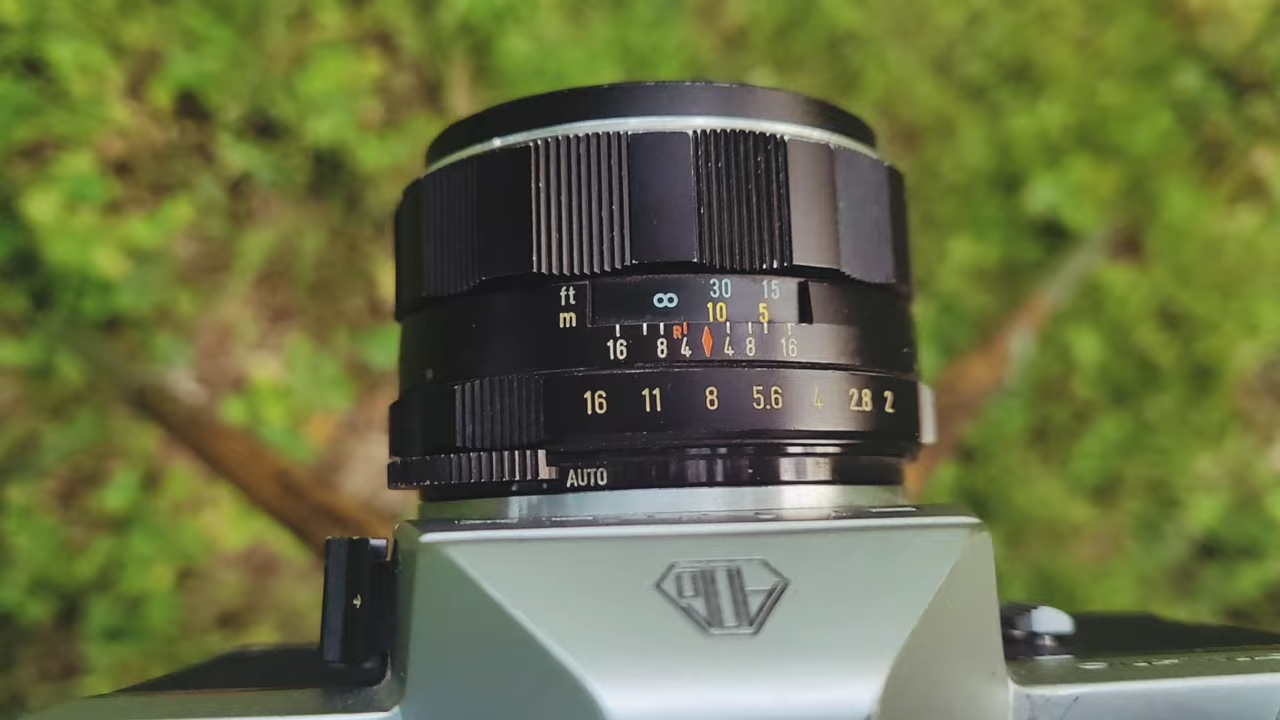 ft ∞ 30 15
m 10 5
R
16 8 4 4 8 16
16 11 8 5.6 4 2.8 2
AUTO